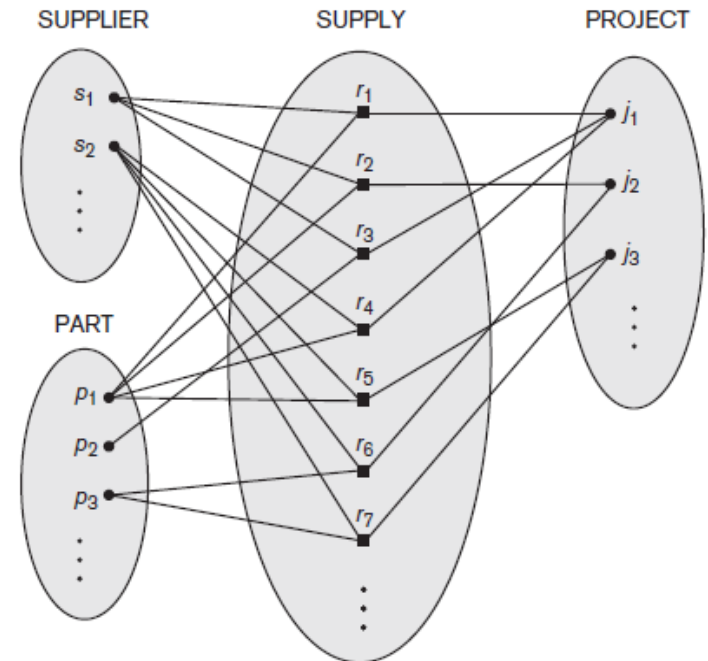 SUPPLIER
SUPPLY
PROJECT
s1
s2
PART
p1
p2
p3
r1
r2
r3
r4
r5
r6
r7
j1
j2
j3